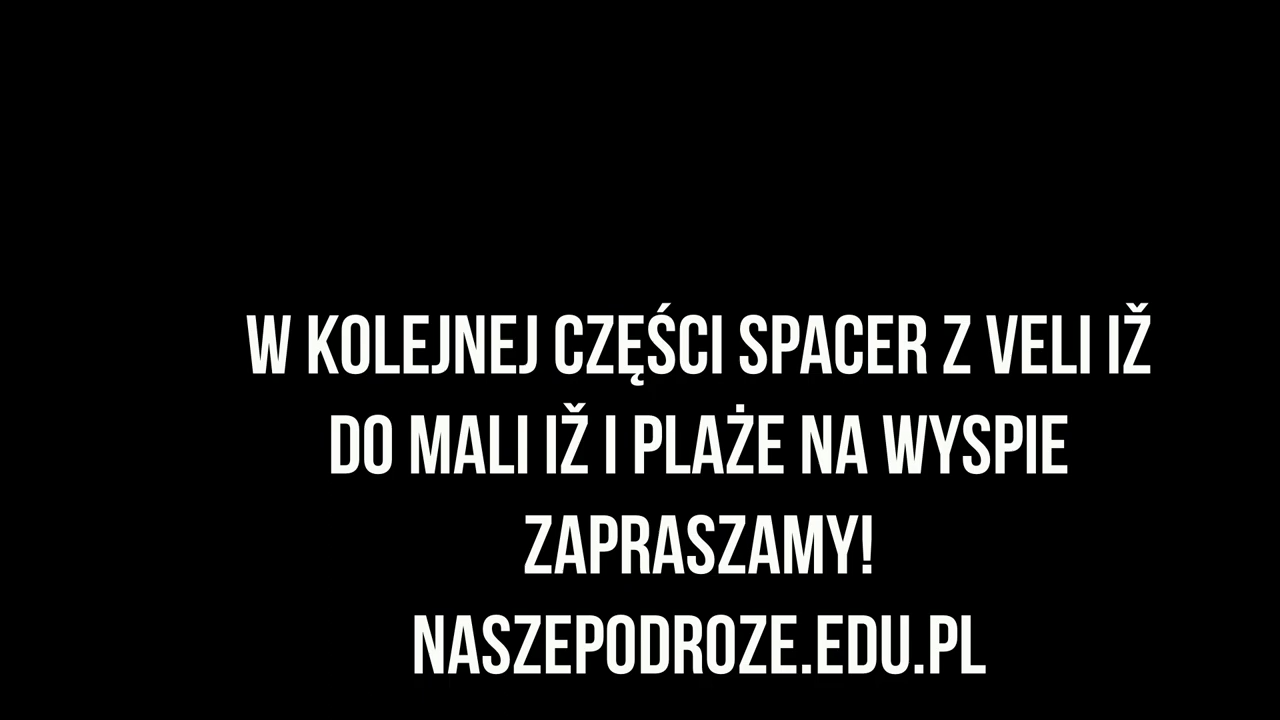 W KOLEJNEJ CZĘŚCI SPACER Z VELI IŽ
DO MALI IŽ I PLAŻE NA WYSPIE
ZAPRASZAMY!
NASZEPODROZE.EDU.PL